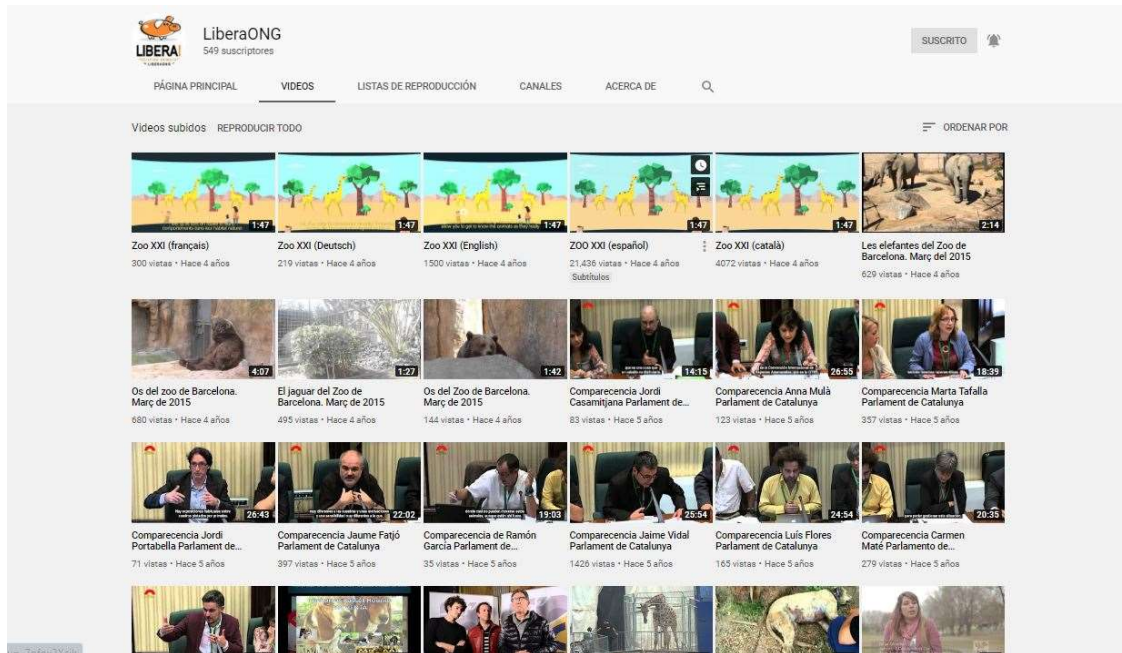 LiberaONG
549 suscriptores
LIBERA!
SUSCRITO
PÁGINA PRINCIPAL VIDEOS LISTAS DE REPRODUCCIÓN CANALES ACERCA DE
Videos subidos REPRODUCIR TODO
ORDENAR POR
1:47 1:47 1:47 1:47 1:47 2:14
Zoo XXI (français)
300 vistas • Hace 4 años
Zoo XXI (Deutsch)
219 vistas • Hace 4 años
Zoo XXI (English)
1500 vistas • Hace 4 años
ZOO XXI (español)
21.436 vistas • Hace 4 años
Subtítulos
Zoo XXI (català)
4072 vistas • Hace 4 años
Les elefantes del Zoo de
Barcelona. Març del 2015
629 vistas • Hace 4 años
4:07 1:27 1:42 14:15 26:55 18:39
Os del zoo de Barcelona.
Març de 2015
680 vistas • Hace 4 años
El jaguar del Zoo de
Barcelona. Març de 2015
495 vistas • Hace 4 años
Os del Zoo de Barcelona.
Març de 2015
144 vistas • Hace 4 años
Comparecencia Jordi
Casamitjana Parlament de...
83 vistas • Hace 5 años
Comparecencia Anna Mulà
Parlament de Catalunya
123 vistas • Hace 5 años
Comparecencia Marta Tafalla
Parlament de Catalunya
357 vistas • Hace 5 años
26:43 22:02 19:03 25:54 24:54 20:35
Comparecencia Jordi
Portabella Parlament de...
71 vistas • Hace 5 años
Comparecencia Jaume Fatjó
Parlament de Catalunya
397 vistas • Hace 5 años
Comparecencia de Ramón
García Parlament de...
35 vistas • Hace 5 años
Comparecencia Jaime Vidal
Parlament de Catalunya
1426 vistas • Hace 5 años
Comparecencia Luís Flores
Parlament de Catalunya
165 vistas • Hace 5 años
Comparecencia Carmen
Maté Parlamento de...
279 vistas • Hace 5 años